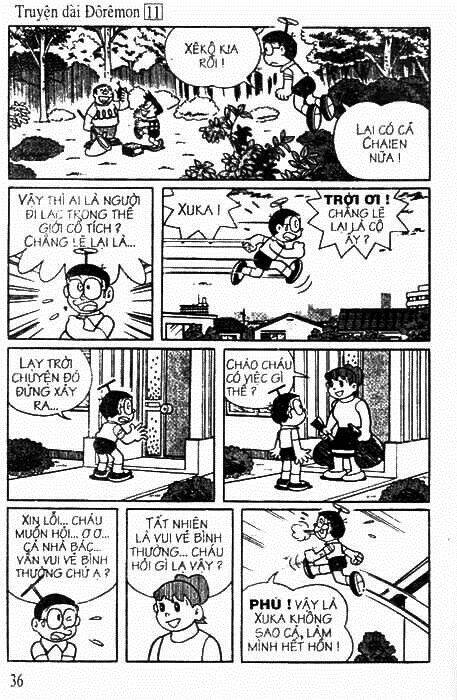 Truyện dài Đôrêmon 11
XÊKÔ KIA
RỒI !
LẠI CÓ CẢ
CHAIEN
NỮA !
VẬY THÌ AI LÀ NGƯỜI
ĐI LẠC TRONG THẾ
GIỚI CỔ TÍCH ?
CHẲNG LẼ LẠI LÀ...
XUKA !
TRỜI ƠI !
CHẲNG LẼ
LẠI LÀ CÔ
ẤY ?
LẠY TRỜI
CHUYỆN ĐÓ
ĐỪNG XẢY
RA...
CHÀO CHÁU
CÓ VIỆC GÌ
THẾ ?
XIN LỖI... CHÁU
MUỐN HỎI... Ơ Ơ...
CẢ NHÀ BÁC...
VẪN VUI VẺ BÌNH
THƯỜNG CHỨ Ạ ?
TẤT NHIÊN
LÀ VUI VẺ BÌNH
THƯỜNG... CHÁU
HỎI GÌ LẠ VẬY ?
PHÙ ! VẬY LÀ
XUKA KHÔNG
SAO CẢ, LÀM
MÌNH HẾT HỒN !
36